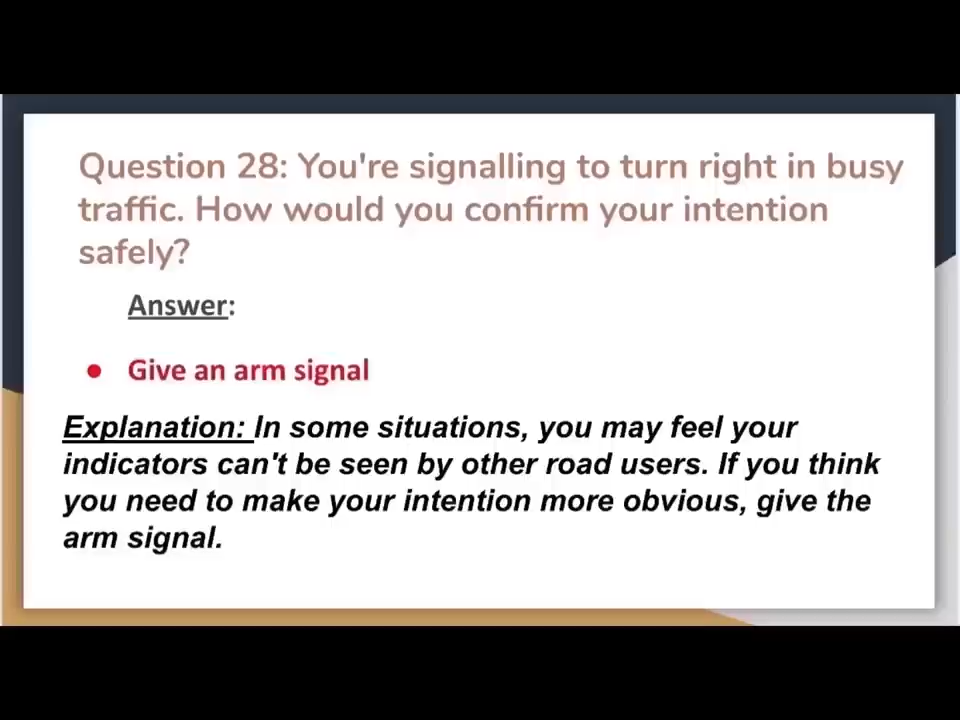 Question 28: You're signalling to turn right in busy
traffic. How would you confirm your intention
safely?
Answer:
● Give an arm signal
Explanation: In some situations, you may feel your
indicators can't be seen by other road users. If you think
you need to make your intention more obvious, give the
arm signal.